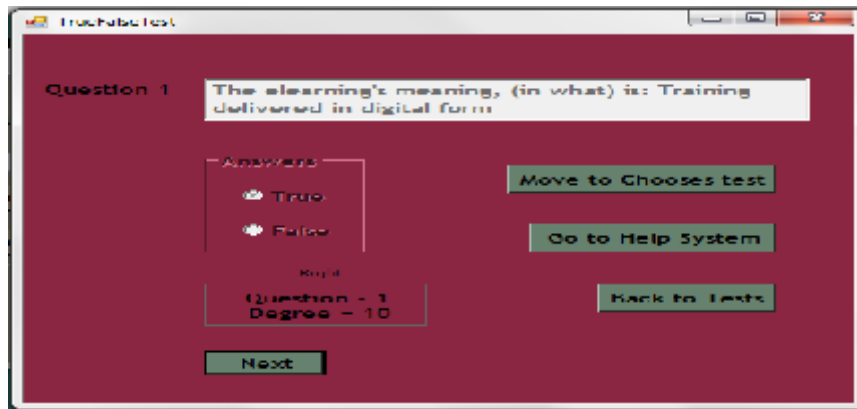 TrueFalseTest
Question 1
The elearning's meaning, (in what) is: Training
delivered in digital form
Answers
True
False
Move to Chooses test
Go to Help System
Right
Question - 1
Degree - 10
Back to Tests
Next